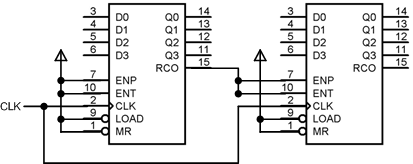 3 D0 Q0 14 3 D0 Q0 14
4 D1 Q1 13 4 D1 Q1 13
5 D2 Q2 12 5 D2 Q2 12
6 D3 Q3 11 6 D3 Q3 11
RCO 15 RCO 15
7 ENP 7 ENP
10 ENT 10 ENT
CLK 2 CLK 2 CLK
9 LOAD 9 LOAD
1 MR 1 MR